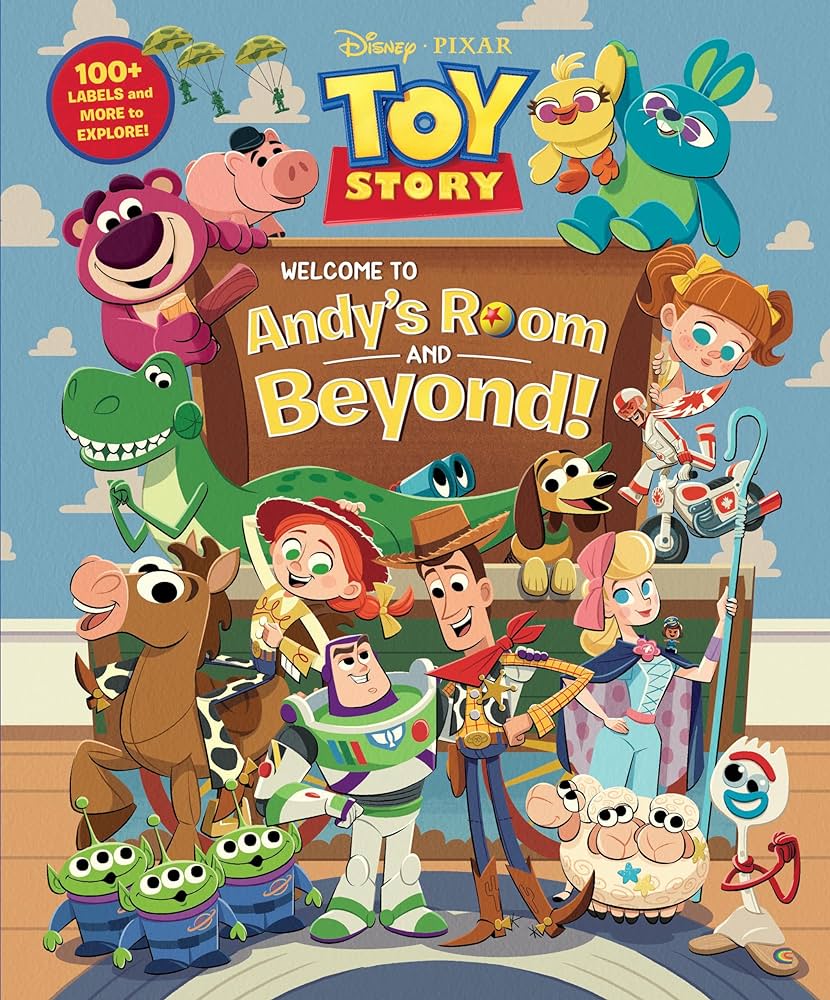 100+
LABELS and
MORE to
EXPLORE!
Disney · PIXAR
TOY
STORY
WELCOME TO
Andy's Room
AND
Beyond!